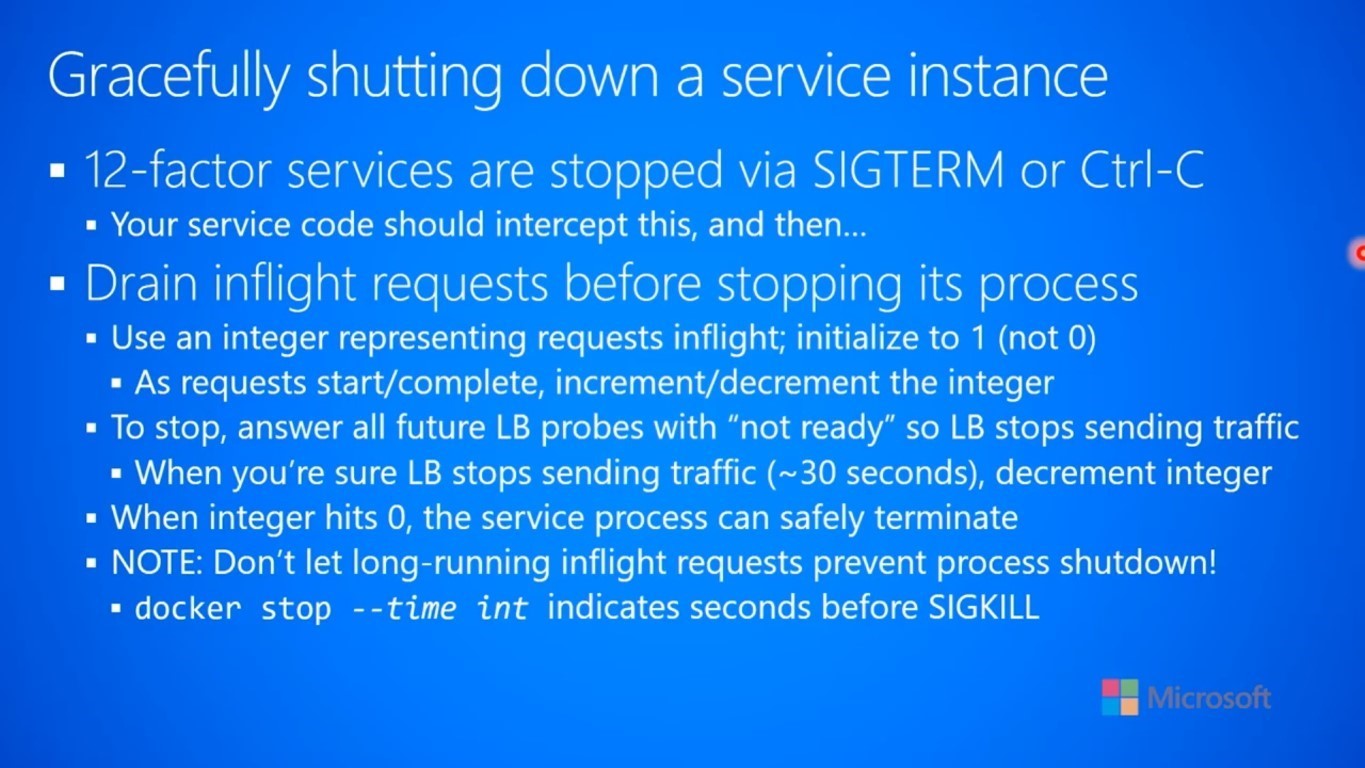 Gracefully shutting down a service instance
▪ 12-factor services are stopped via SIGTERM or Ctrl-C
▪ Your service code should intercept this, and then…
▪ Drain inflight requests before stopping its process
▪ Use an integer representing requests inflight; initialize to 1 (not 0)
▪ As requests start/complete, increment/decrement the integer
▪ To stop, answer all future LB probes with “not ready” so LB stops sending traffic
▪ When you’re sure LB stops sending traffic (~30 seconds), decrement integer
▪ When integer hits 0, the service process can safely terminate
▪ NOTE: Don’t let long-running inflight requests prevent process shutdown!
▪ docker stop --time int indicates seconds before SIGKILL
Microsoft